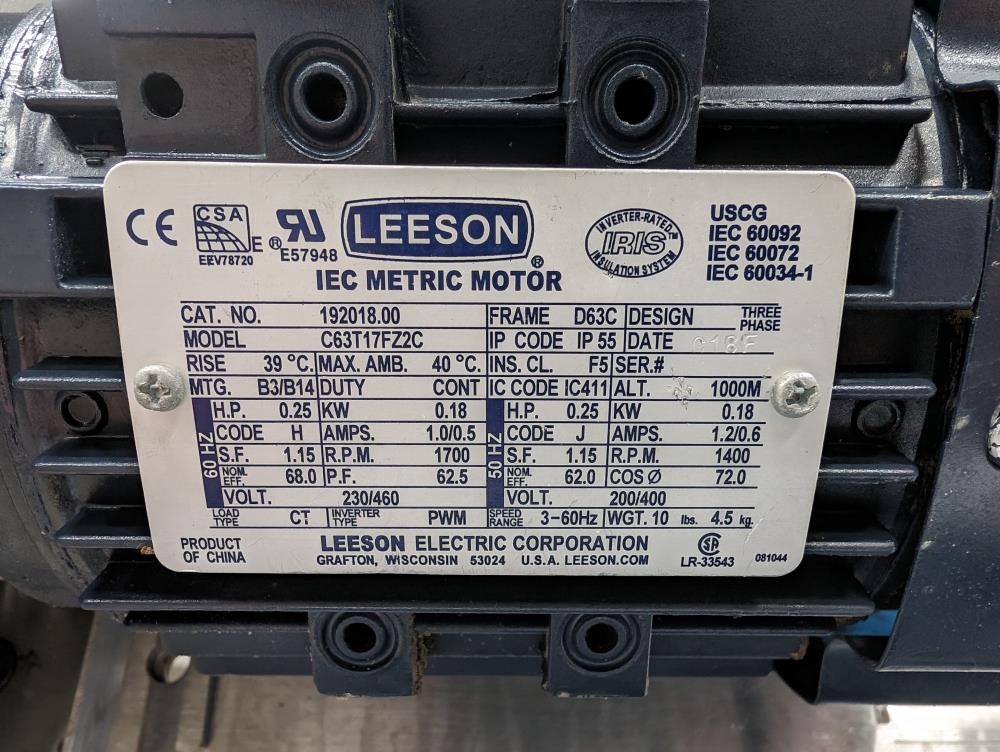 CE CSA E ® RU LEESON ® INVERTER-RATED IRIS INSULATION SYSTEM USCG
EEV78720 E57948 IEC 60092
IEC 60072
IEC METRIC MOTOR IEC 60034-1
CAT. NO. 192018.00 FRAME D63C DESIGN THREE PHASE
MODEL C63T17FZ2C IP CODE IP 55 DATE
RISE 39 °C. MAX. AMB. 40 °C. INS. CL. F5 SER.#
MTG. B3/B14 DUTY CONT IC CODE IC411 ALT. 1000M
60 HZ H.P. 0.25 KW 0.18 50 HZ H.P. 0.25 KW 0.18
CODE H AMPS. 1.0/0.5 CODE J AMPS. 1.2/0.6
S.F. 1.15 R.P.M. 1700 S.F. 1.15 R.P.M. 1400
NOM. EFF. 68.0 P.F. 62.5 NOM. EFF. 62.0 COS Ø 72.0
VOLT. 230/460 VOLT. 200/400
LOAD TYPE CT INVERTER TYPE PWM SPEED RANGE 3-60Hz WGT. 10 lbs. 4.5 kg.
PRODUCT OF CHINA LEESON ELECTRIC CORPORATION
GRAFTON, WISCONSIN 53024 U.S.A. LEESON.COM LR-33543 081044